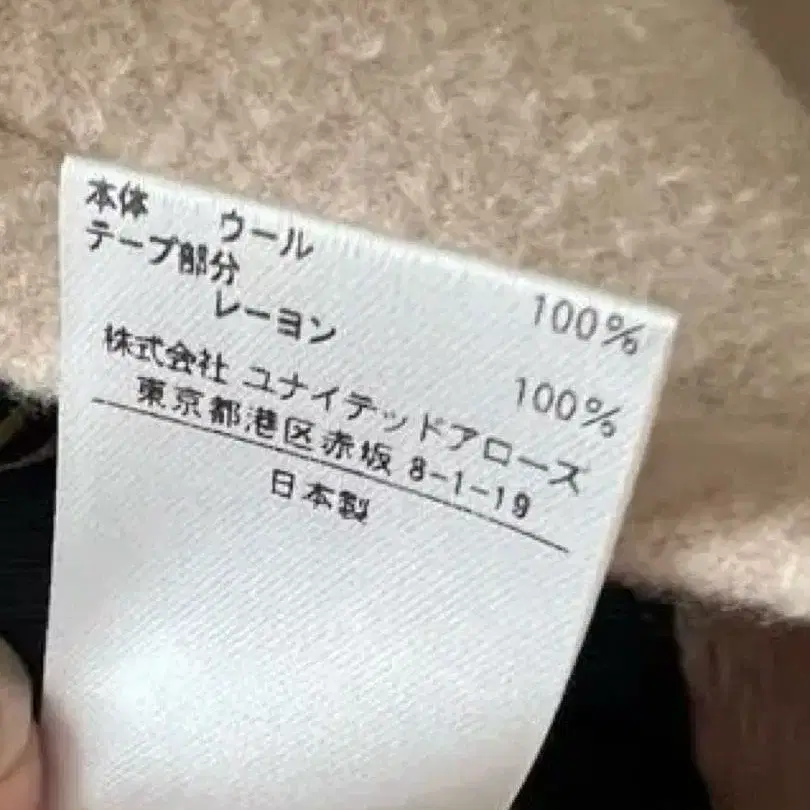 本体 ウール 100%
テープ部分
レーヨン 100%
株式会社 ユナイテッドアローズ
東京都港区赤坂 8-1-19
日本製